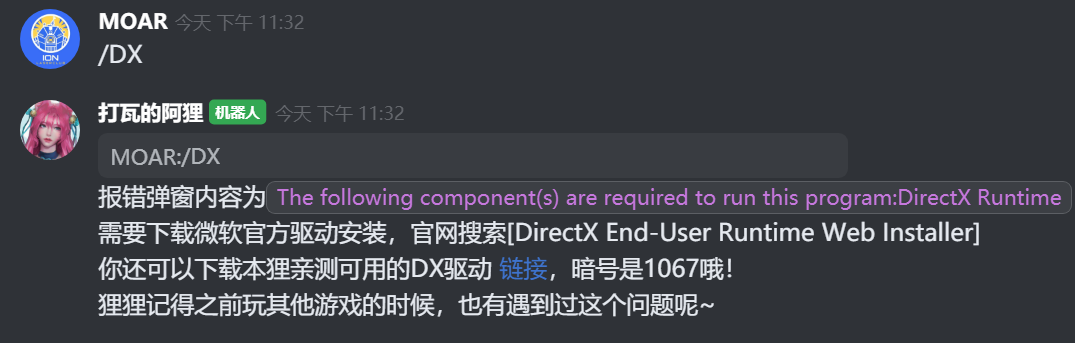 MOAR 今天 下午 11:32
/DX
ION
打瓦的阿狸 机器人 今天 下午 11:32
MOAR:/DX
报错弹窗内容为 The following component(s) are required to run this program:DirectX Runtime
需要下载微软官方驱动安装，官网搜索[DirectX End-User Runtime Web Installer]
你还可以下载本狸亲测可用的DX驱动 链接，暗号是1067哦！
狸狸记得之前玩其他游戏的时候，也有遇到过这个问题呢~